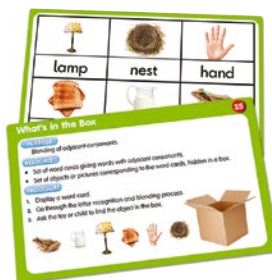 lamp nest hand
What's in the Box
25
PURPOSE
Blending of adjacent consonants.
RESOURCES
• Set of word cards giving words with adjacent consonants.
• Set of objects or pictures corresponding to the word cards, hidden in a box.
PROCEDURE
1. Display a word card.
2. Go through the letter recognition and blending process.
3. Ask the toy or child to find the object in the box.